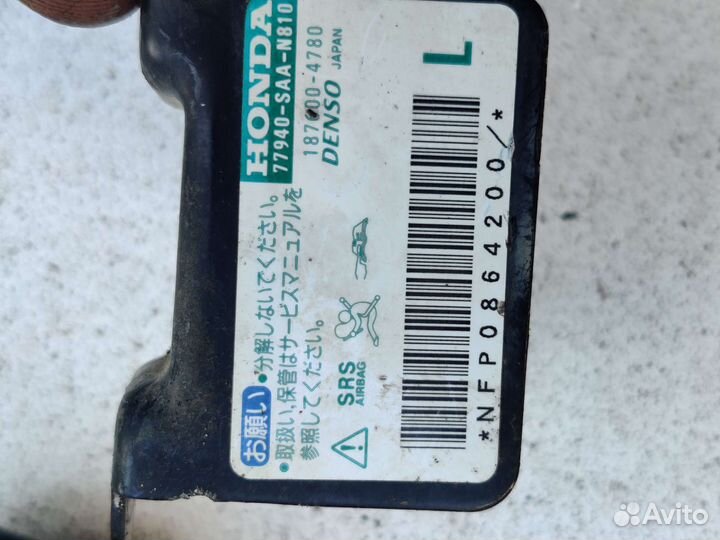 HONDA
77940-SAA-N810
187000-4780
DENSO JAPAN
L
お願い
•分解しないでください。
•取扱い,保管はサービスマニュアルを
参照してください。
SRS
AIRBAG
*NFP0864200/*
Avito